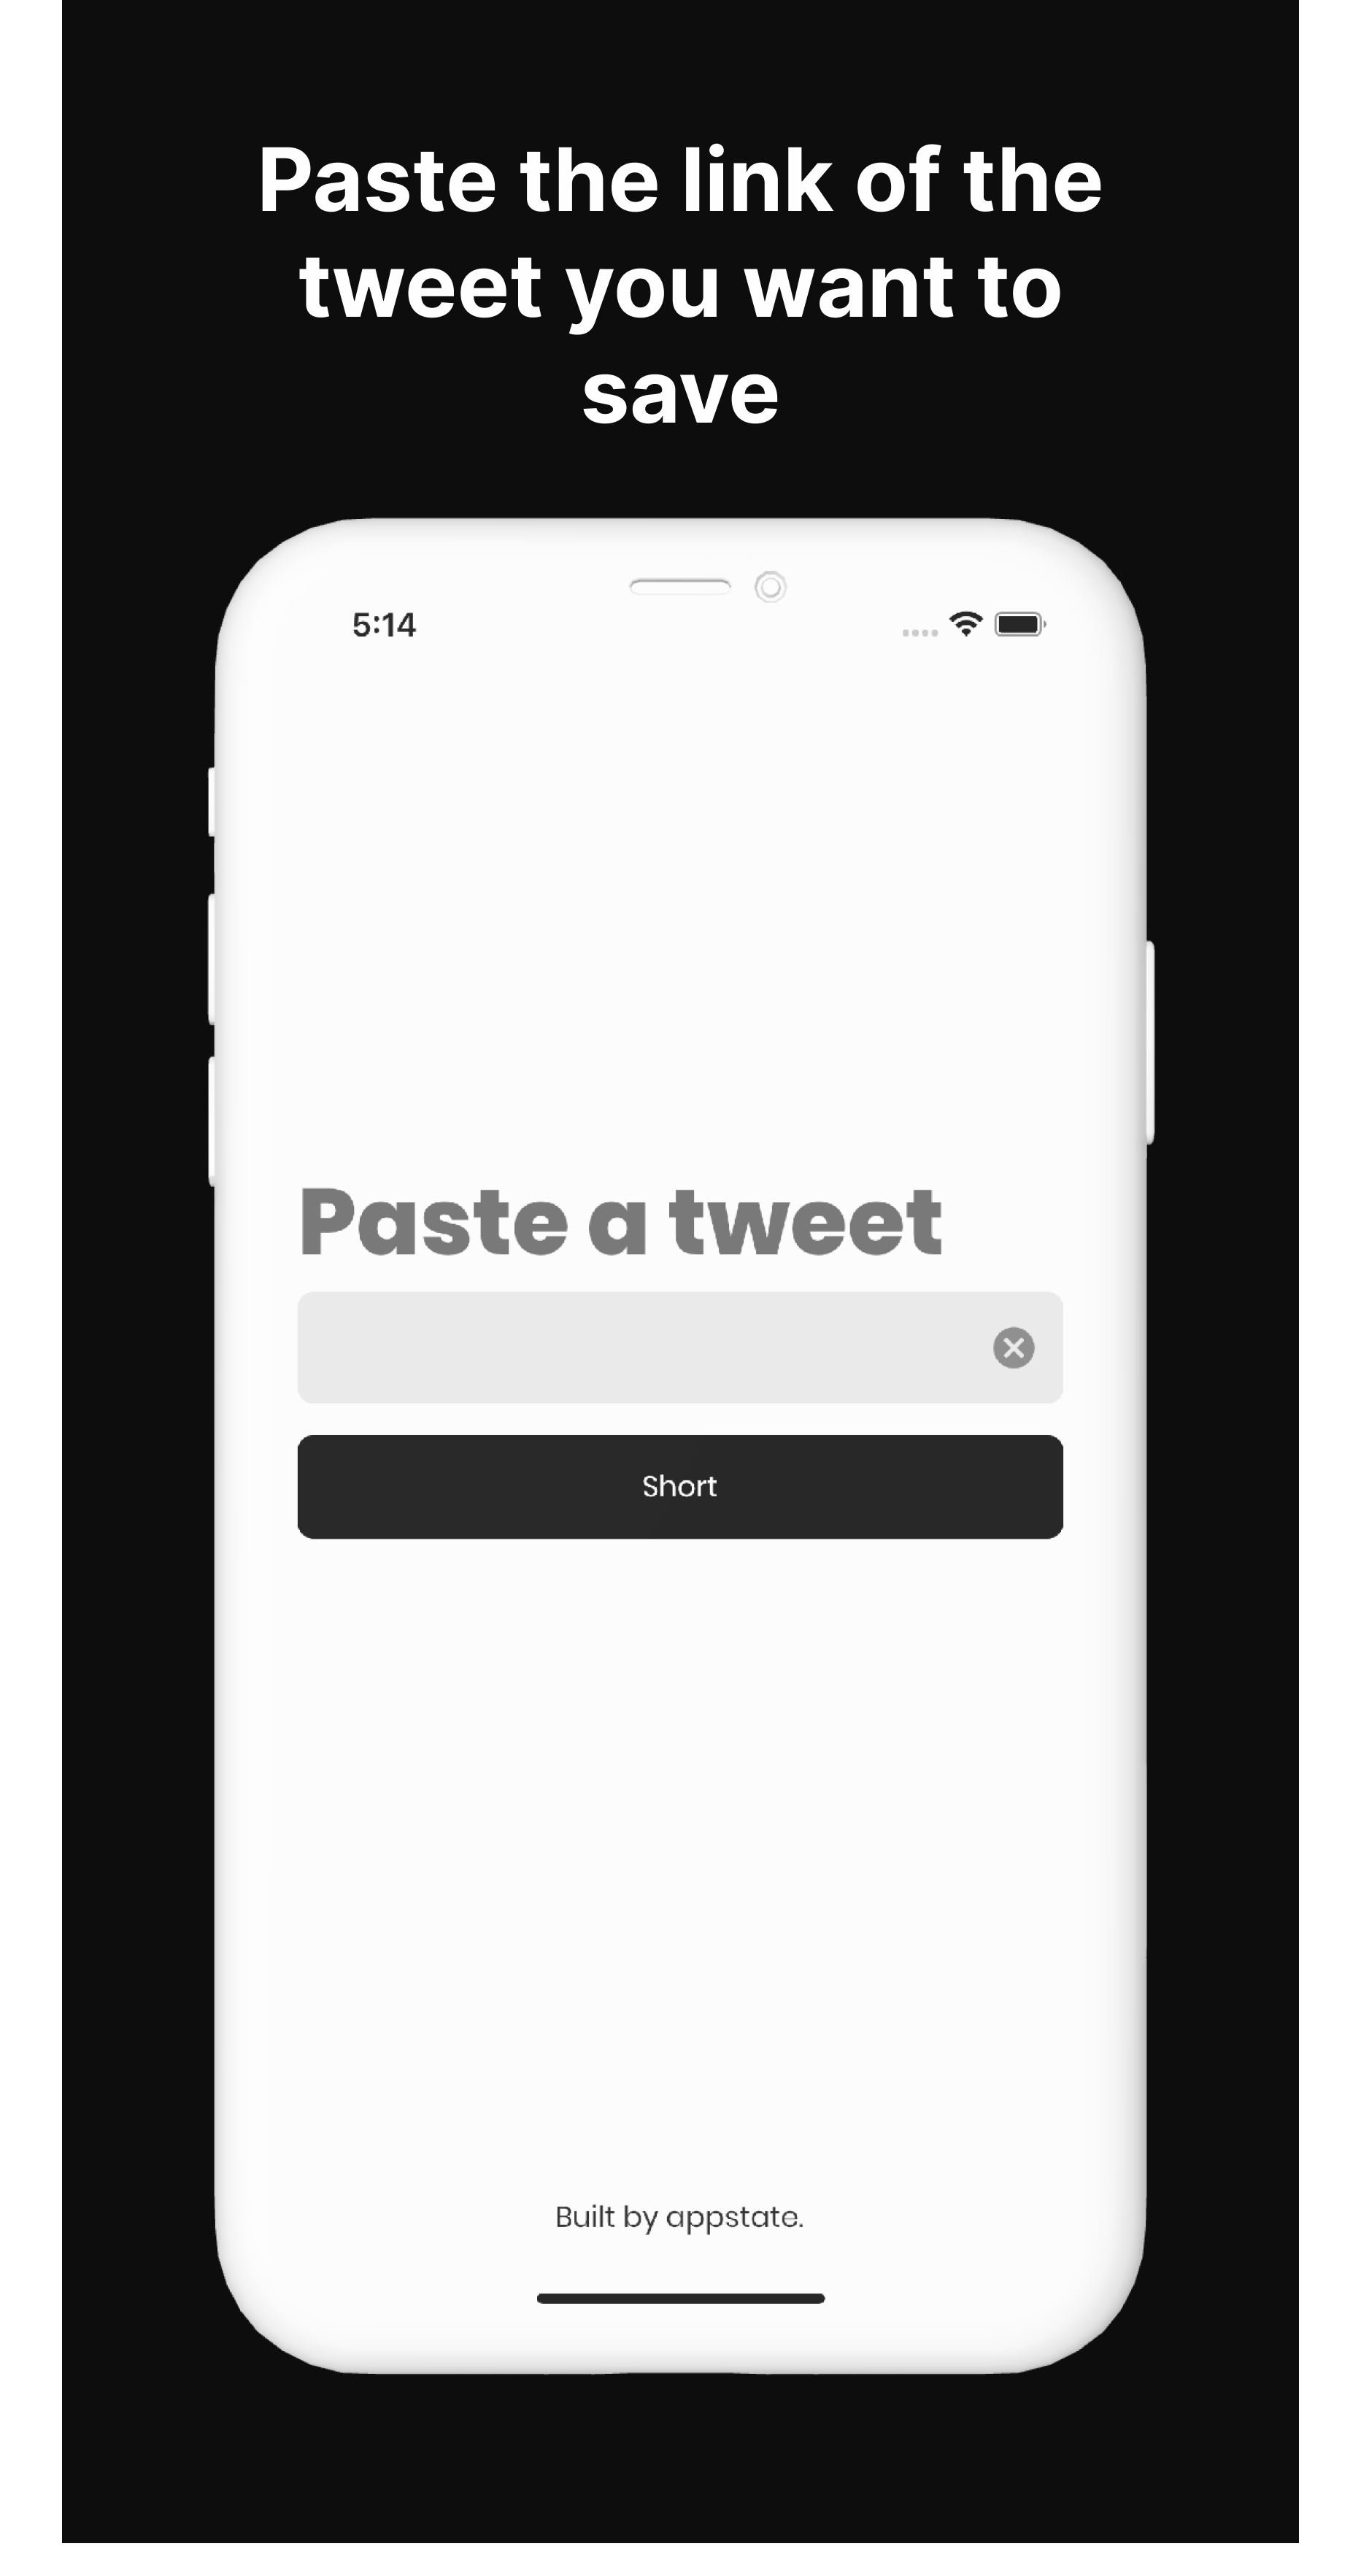 Paste the link of the
tweet you want to
save
5:14
Paste a tweet
Short
Built by appstate.